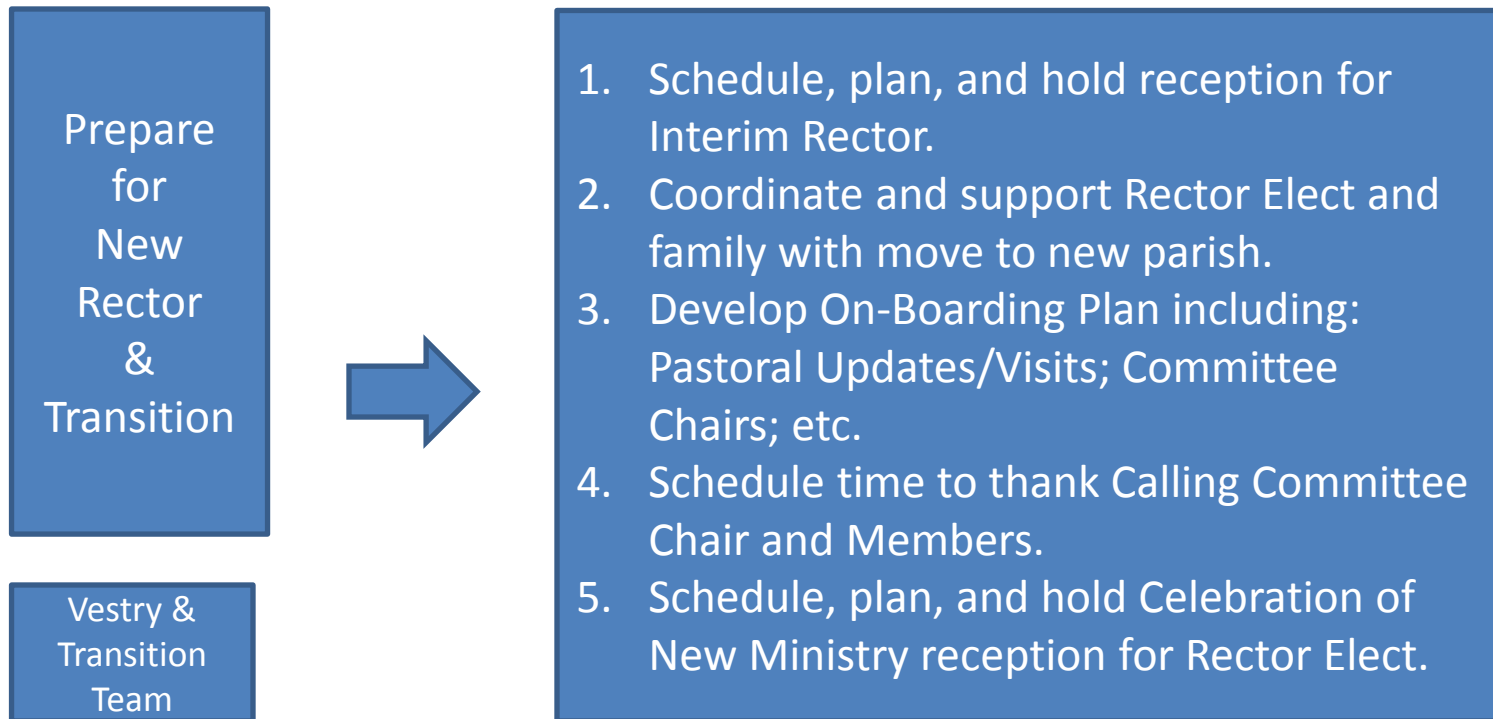 Prepare
for
New
Rector
&
Transition
Vestry &
Transition
Team
1. Schedule, plan, and hold reception for
Interim Rector.
2. Coordinate and support Rector Elect and
family with move to new parish.
3. Develop On-Boarding Plan including:
Pastoral Updates/Visits; Committee
Chairs; etc.
4. Schedule time to thank Calling Committee
Chair and Members.
5. Schedule, plan, and hold Celebration of
New Ministry reception for Rector Elect.